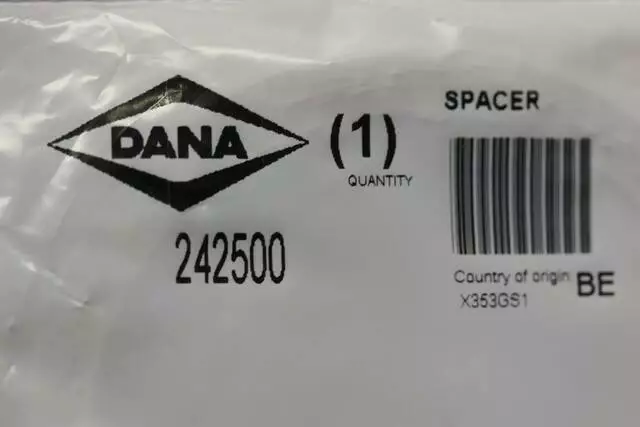 DANA
(1)
QUANTITY
242500
SPACER
Country of origin: BE
X353GS1